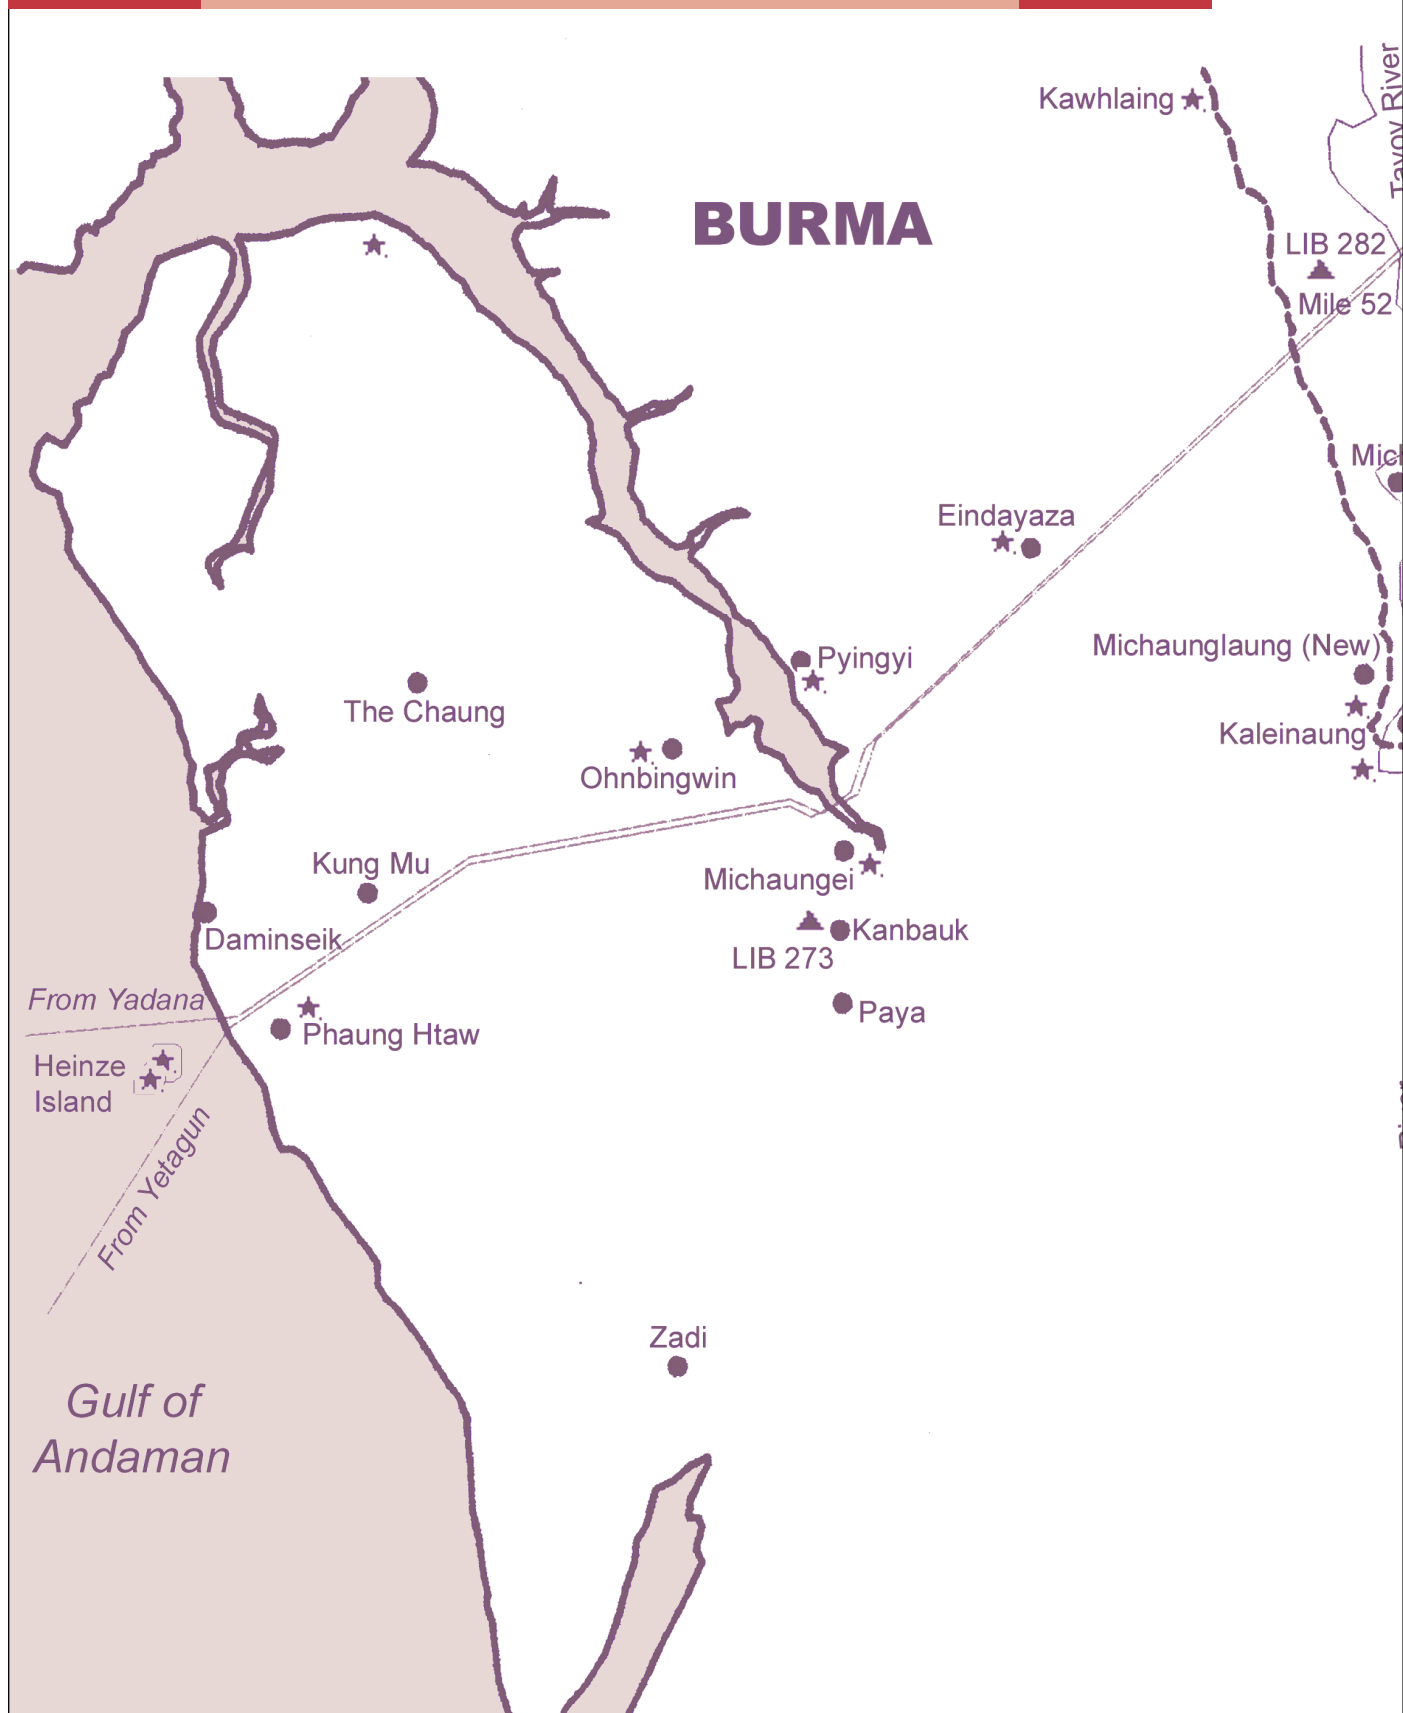 Kawhlaing
Tavoy River
BURMA
LIB 282
Mile 52
Mich
Eindayaza
Michaunglaung (New)
Pyingyi
The Chaung
Kaleinaung
Ohnbingwin
Kung Mu
Michaungei
Daminseik
Kanbauk
LIB 273
From Yadana
Paya
Phaung Htaw
Heinze
Island
From Yetagun
Zadi
Gulf of
Andaman